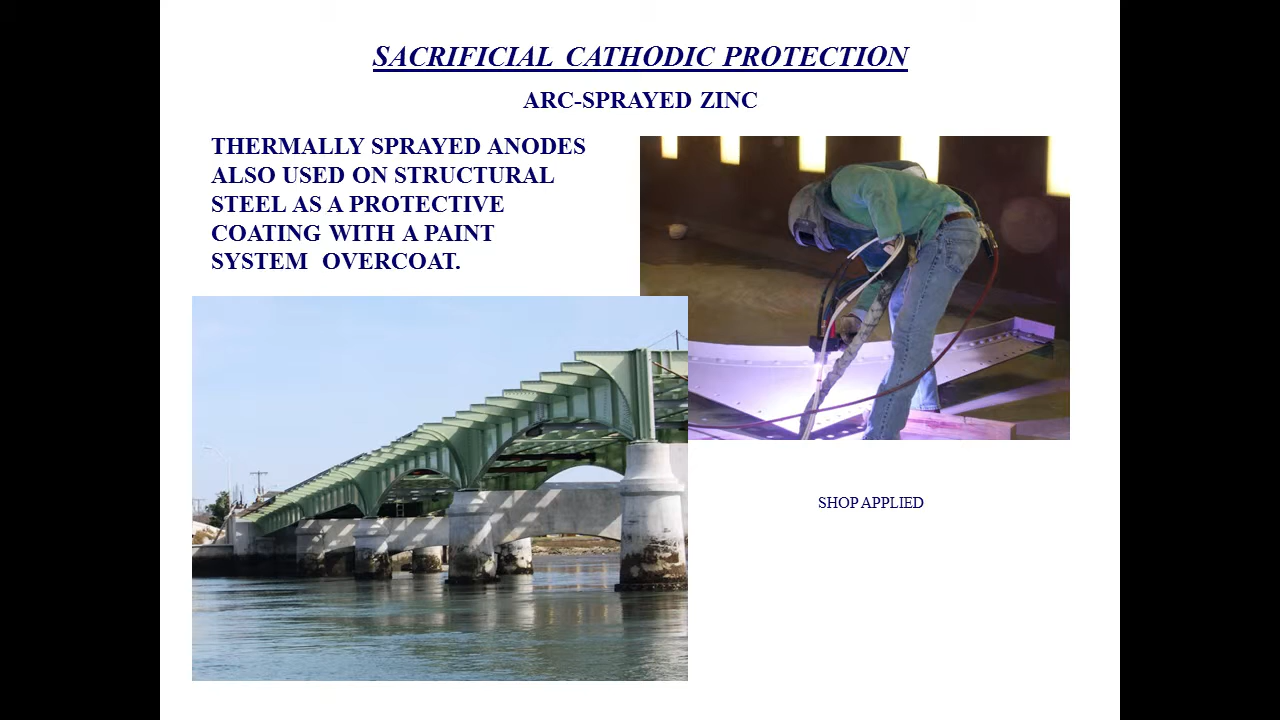 SACRIFICIAL CATHODIC PROTECTION
ARC-SPRAYED ZINC
THERMALLY SPRAYED ANODES
ALSO USED ON STRUCTURAL
STEEL AS A PROTECTIVE
COATING WITH A PAINT
SYSTEM OVERCOAT.
SHOP APPLIED